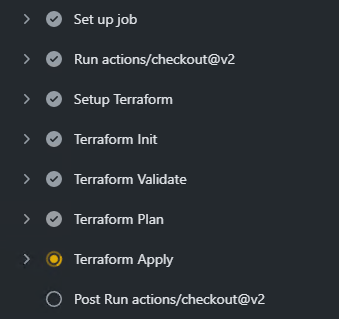 Set up job
Run actions/checkout@v2
Setup Terraform
Terraform Init
Terraform Validate
Terraform Plan
Terraform Apply
Post Run actions/checkout@v2